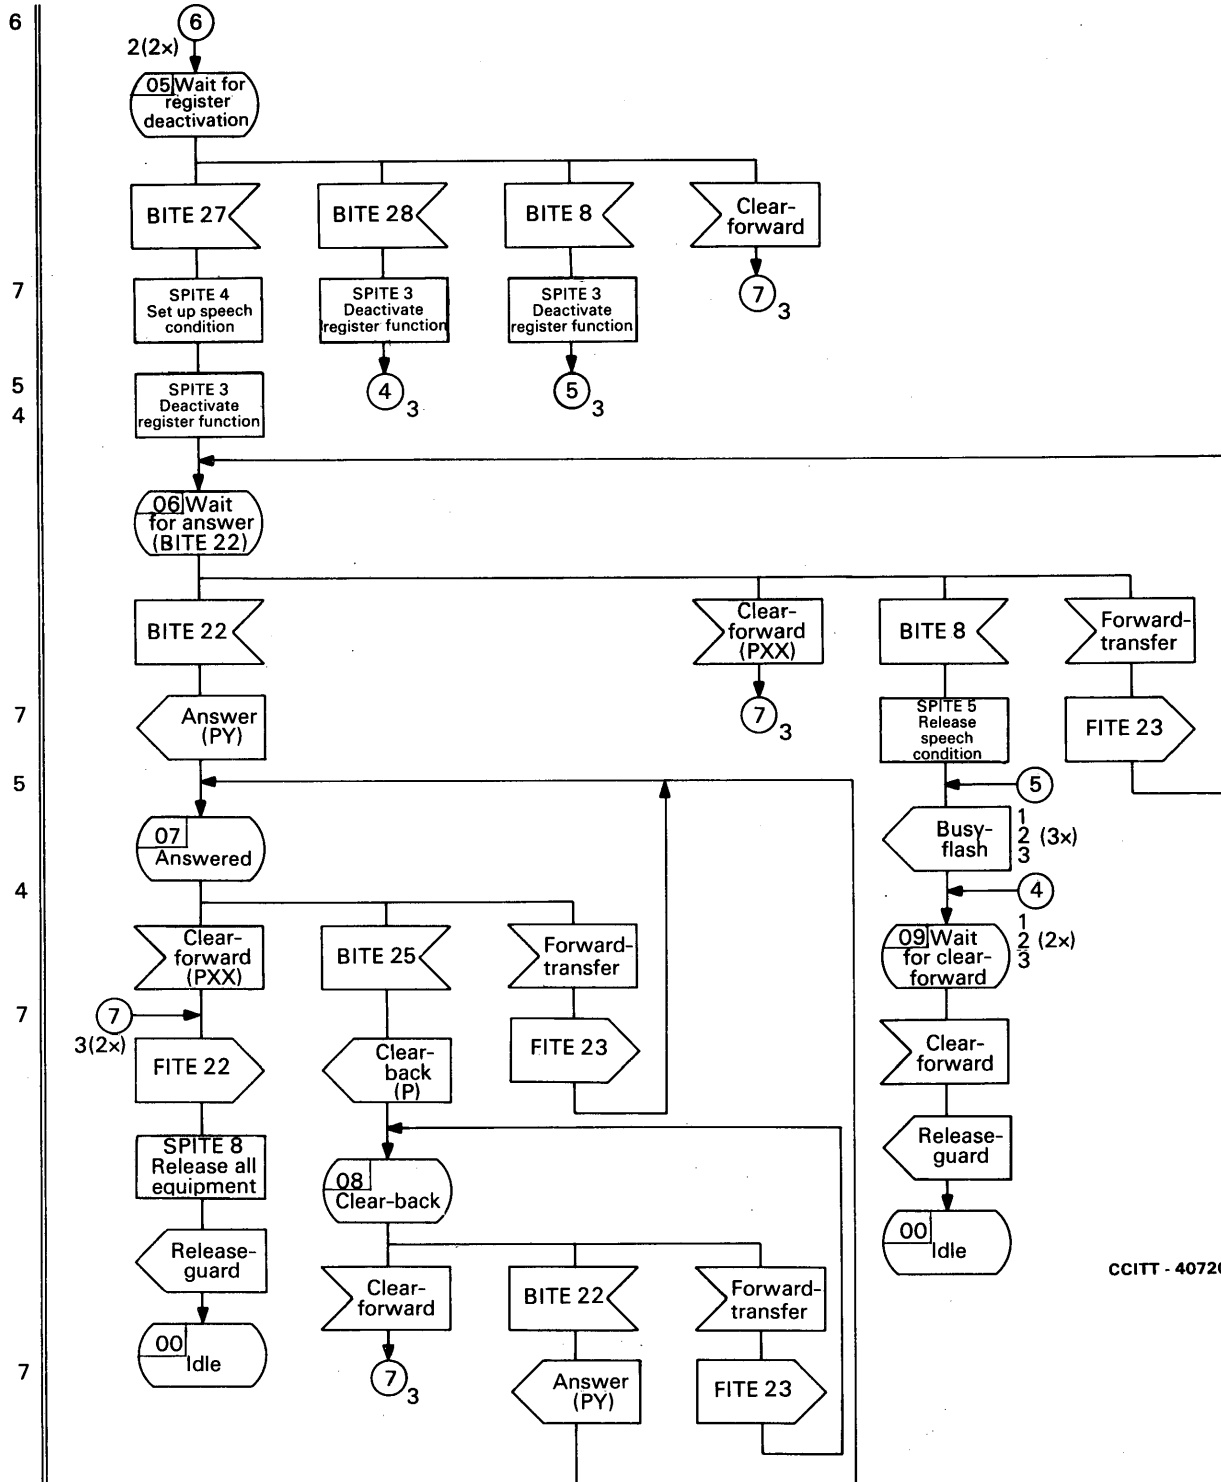 6
6
2(2x)
05 Wait for
register
deactivation
BITE 27
BITE 28
BITE 8
Clear-
forward
7
SPITE 4
Set up speech
condition
SPITE 3
Deactivate
register function
SPITE 3
Deactivate
register function
7
3
5
4
SPITE 3
Deactivate
register function
4
3
5
3
06 Wait
for answer
(BITE 22)
BITE 22
Clear-
forward
(PXX)
BITE 8
Forward-
transfer
7
Answer
(PY)
7
3
SPITE 5
Release
speech
condition
FITE 23
5
5
07
Answered
Busy-
flash
1
2 (3x)
3
4
4
Clear-
forward
(PXX)
BITE 25
Forward-
transfer
09 Wait
for clear-
forward
1
2 (2x)
3
7
7
3(2x)
FITE 22
Clear-
back
(P)
FITE 23
Clear-
forward
SPITE 8
Release all
equipment
08
Clear-back
Release-
guard
Release-
guard
Clear-
forward
BITE 22
Forward-
transfer
00
Idle
CCITT - 40720
00
Idle
7
7
3
Answer
(PY)
FITE 23